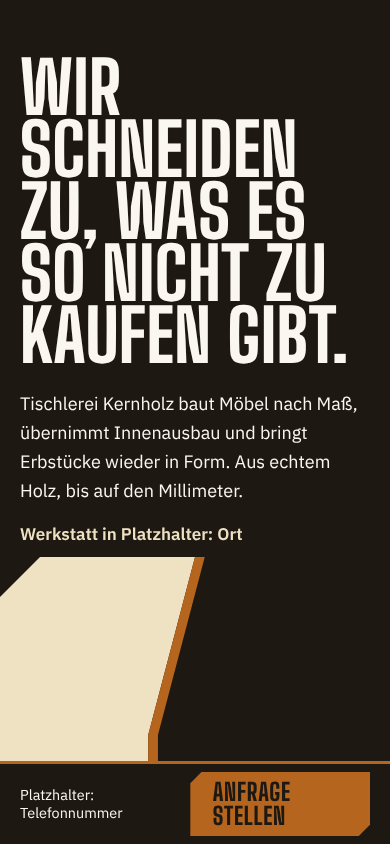 WIR
SCHNEIDEN
ZU, WAS ES
SO NICHT ZU
KAUFEN GIBT.
Tischlerei Kernholz baut Möbel nach Maß,
übernimmt Innenausbau und bringt
Erbstücke wieder in Form. Aus echtem
Holz, bis auf den Millimeter.
Werkstatt in Platzhalter: Ort
Platzhalter:
Telefonnummer
ANFRAGE
STELLEN